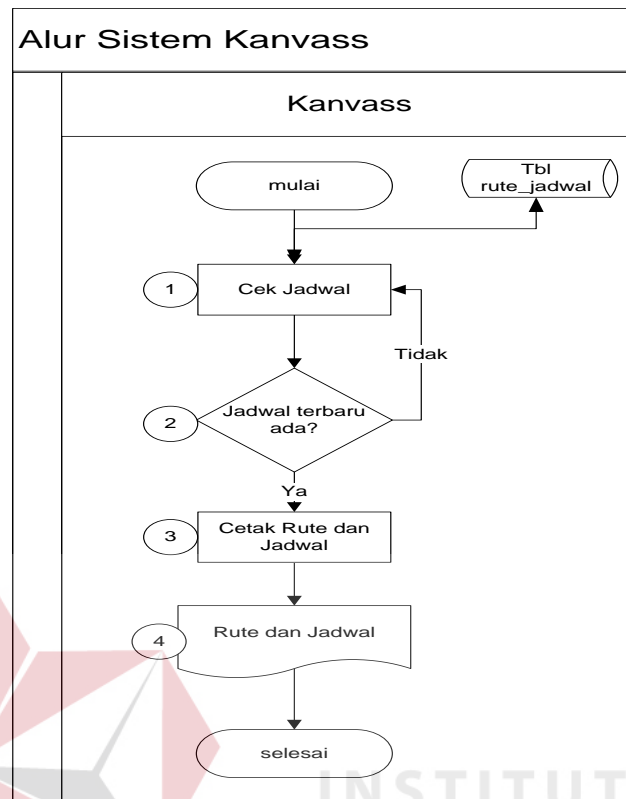 Alur Sistem Kanvass
Kanvass
mulai
Tbl
rute_jadwal
1
Cek Jadwal
Tidak
2
Jadwal terbaru
ada?
Ya
3
Cetak Rute dan
Jadwal
4
Rute dan Jadwal
selesai
INSTITUT